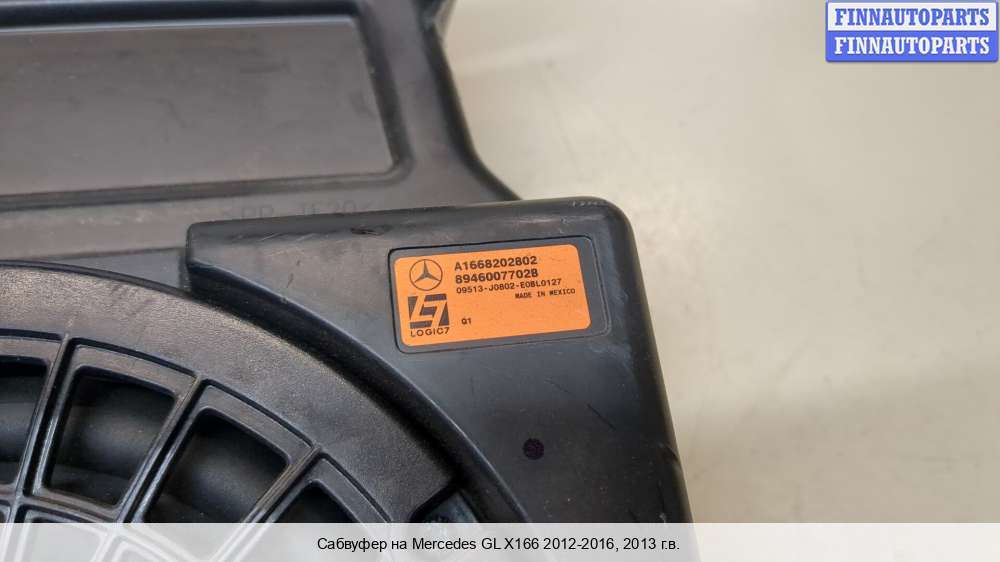 FINNAUTOPARTS
FINNAUTOPARTS
A1668202802
8946007702B
09513-J0802-E0BL0127
MADE IN MEXICO
LOGIC7
Q1
Сабвуфер на Mercedes GL X166 2012-2016, 2013 г.в.